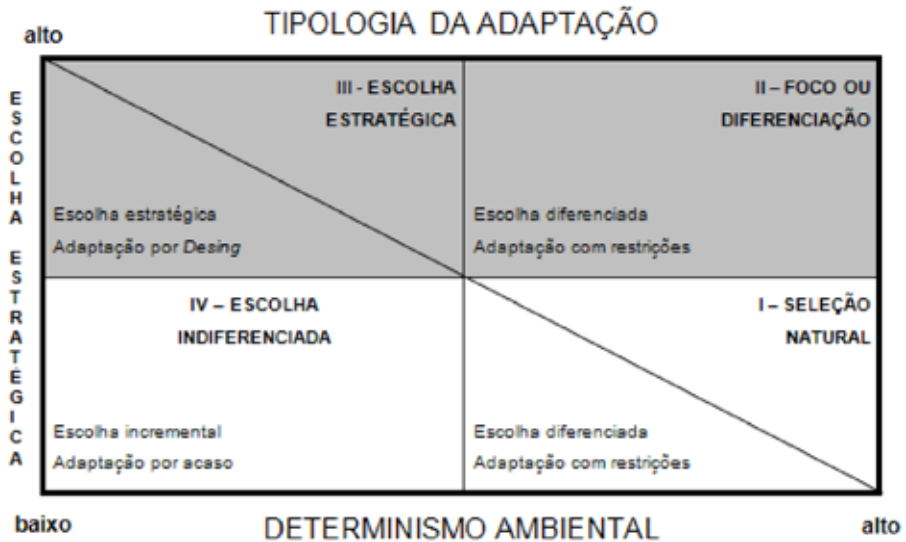 TIPOLOGIA DA ADAPTAÇÃO
alto
ESCOLHA ESTRATÉGICA
III - ESCOLHA
ESTRATÉGICA
Escolha estratégica
Adaptação por Desing
II – FOCO OU
DIFERENCIAÇÃO
Escolha diferenciada
Adaptação com restrições
IV – ESCOLHA
INDIFERENCIADA
Escolha incremental
Adaptação por acaso
I – SELEÇÃO
NATURAL
Escolha diferenciada
Adaptação com restrições
baixo
DETERMINISMO AMBIENTAL
alto